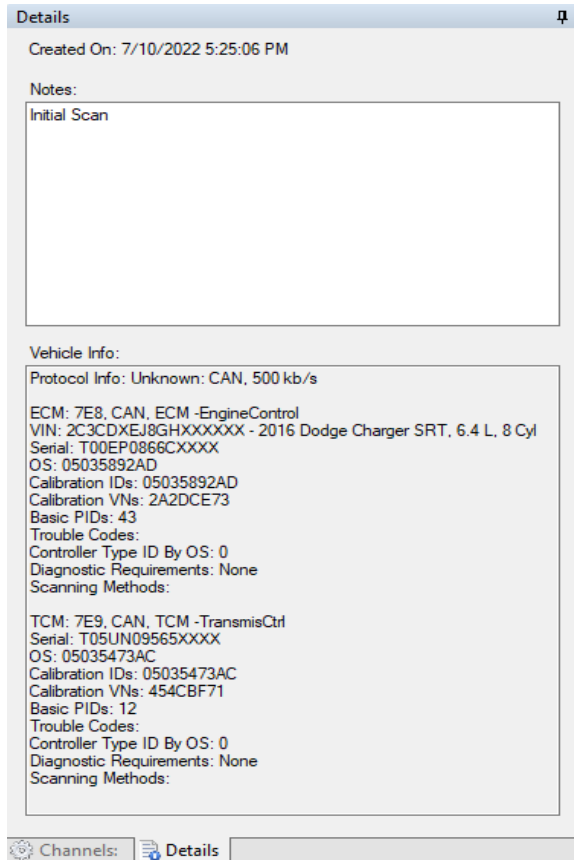 Details
Created On: 7/10/2022 5:25:06 PM
Notes:
Initial Scan
Vehicle Info:
Protocol Info: Unknown: CAN, 500 kb/s
ECM: 7E8, CAN, ECM -EngineControl
VIN: 2C3CDXEJ8GHXXXXXX - 2016 Dodge Charger SRT, 6.4 L, 8 Cyl
Serial: T00EP0866CXXXX
OS: 05035892AD
Calibration IDs: 05035892AD
Calibration VNs: 2A2DCE73
Basic PIDs: 43
Trouble Codes:
Controller Type ID By OS: 0
Diagnostic Requirements: None
Scanning Methods:
TCM: 7E9, CAN, TCM -TransmisCtrl
Serial: T05UN09565XXXX
OS: 05035473AC
Calibration IDs: 05035473AC
Calibration VNs: 454CBF71
Basic PIDs: 12
Trouble Codes:
Controller Type ID By OS: 0
Diagnostic Requirements: None
Scanning Methods:
Channels: Details